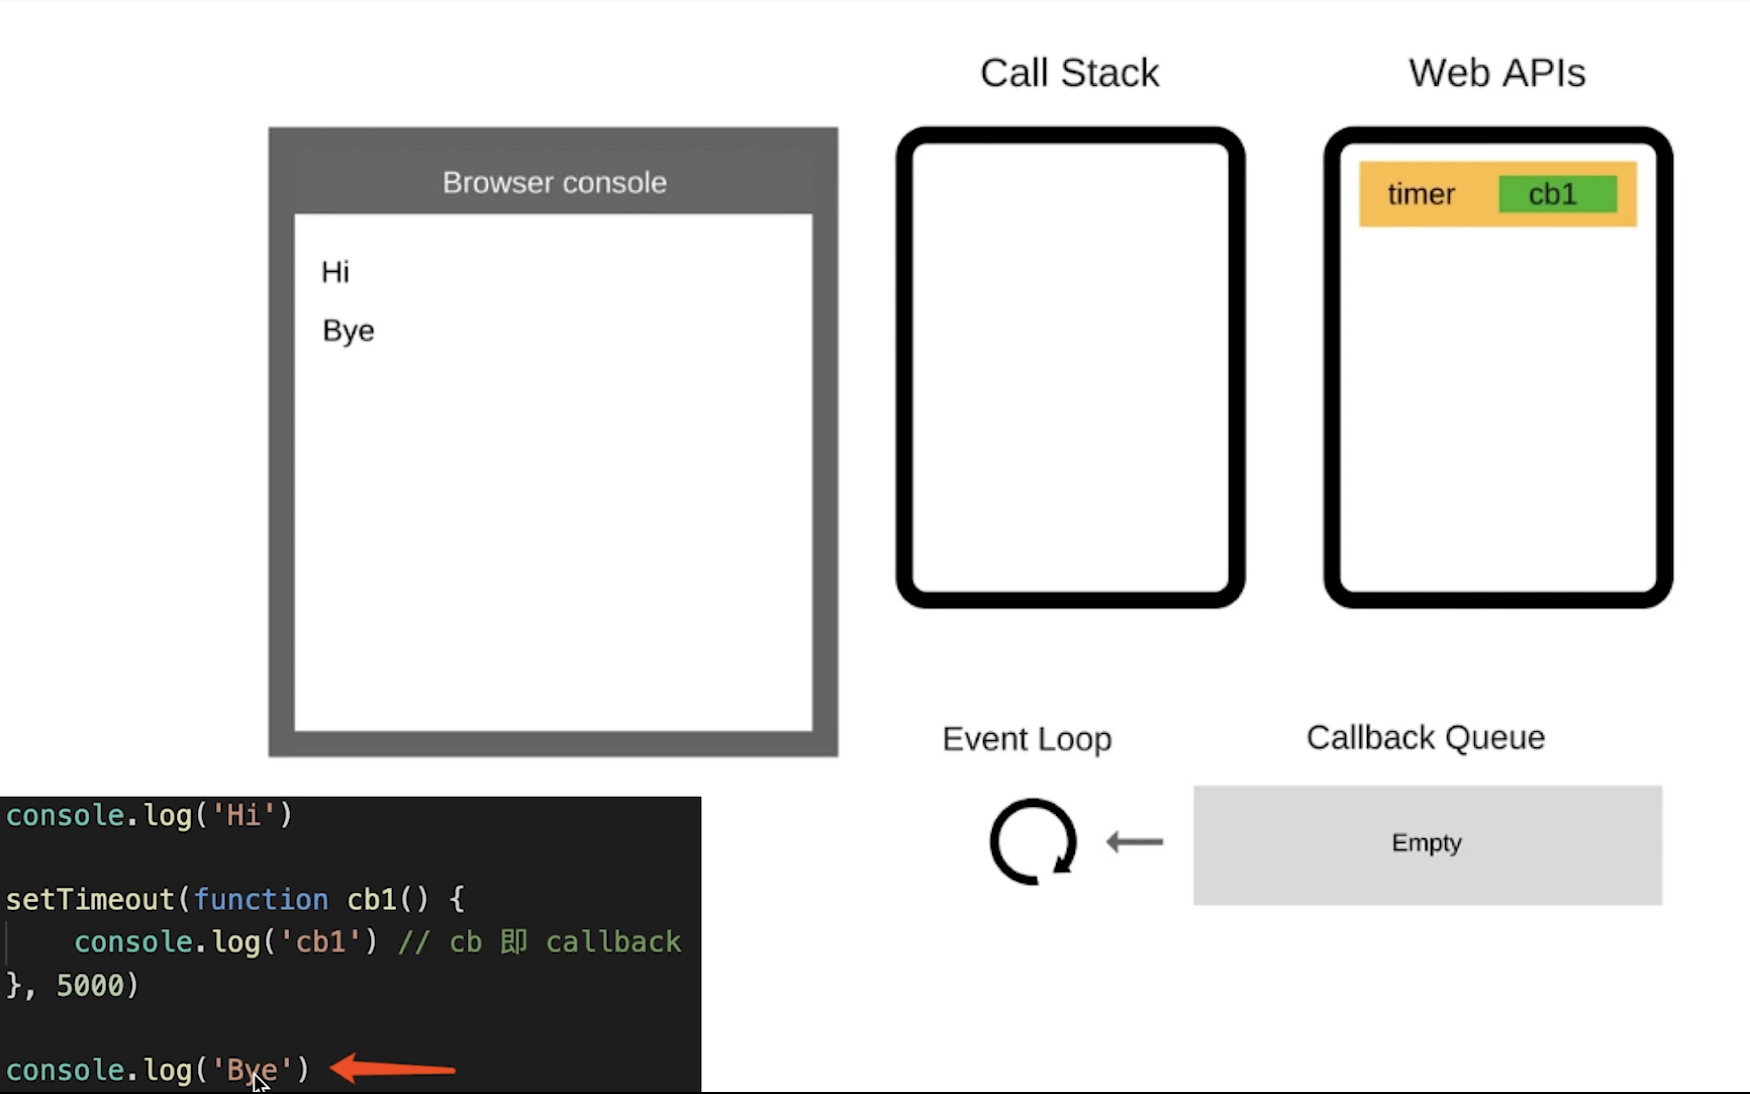 Call Stack
Web APIs
Browser console
timer
cb1
Hi
Bye
Event Loop
Callback Queue
Empty
console.log('Hi')
setTimeout(function cb1() {
    console.log('cb1') // cb 即 callback
}, 5000)
console.log('Bye')